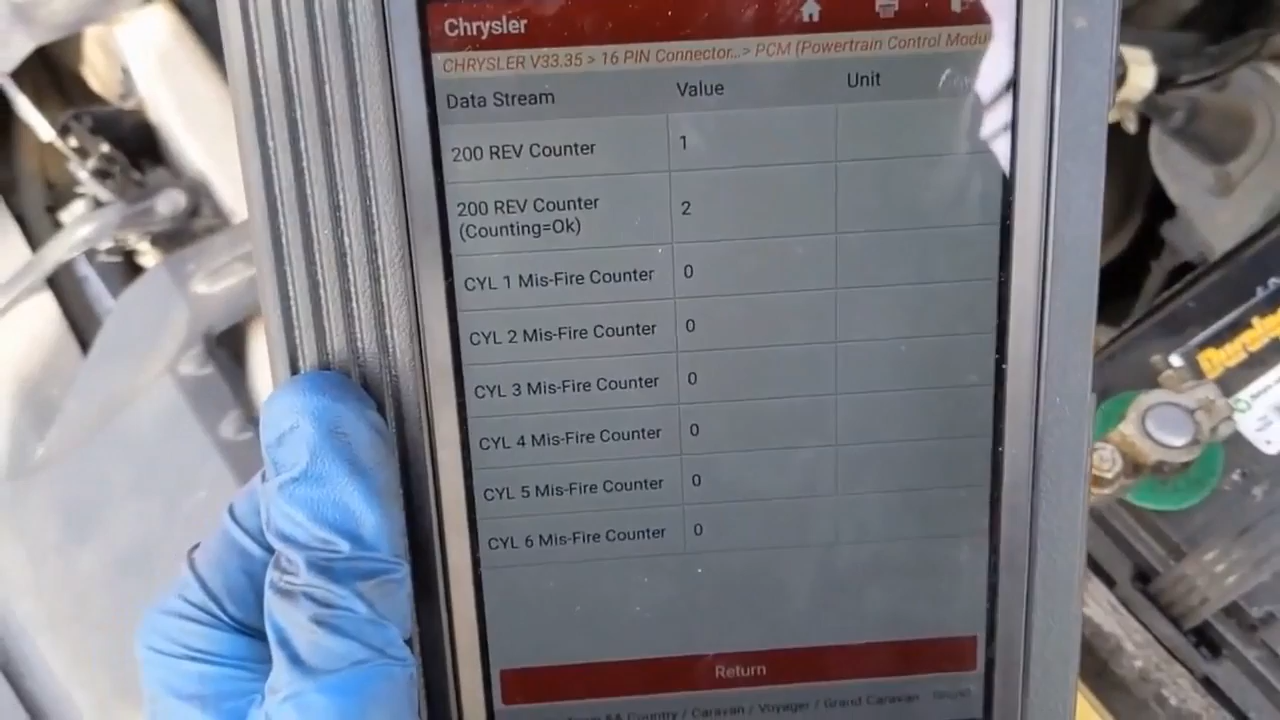 Chrysler
CHRYSLER V33.35 > 16 PIN Connector...> PCM (Powertrain Control Modu
Data Stream Value Unit
200 REV Counter 1
200 REV Counter (Counting=Ok) 2
CYL 1 Mis-Fire Counter 0
CYL 2 Mis-Fire Counter 0
CYL 3 Mis-Fire Counter 0
CYL 4 Mis-Fire Counter 0
CYL 5 Mis-Fire Counter 0
CYL 6 Mis-Fire Counter 0
Return
Country / Caravan / Voyager / Grand Caravan